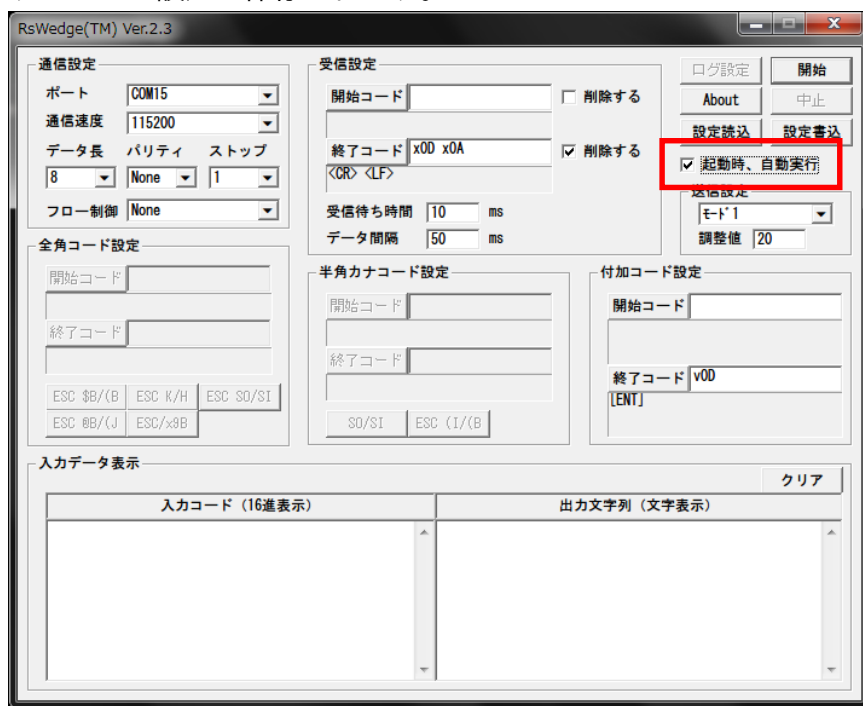 RsWedge(TM) Ver.2.3
通信設定
ポート COM15
通信速度 115200
データ長 パリティ ストップ
8 None 1
フロー制御 None
受信設定
開始コード 削除する
終了コード x0D x0A 削除する
<CR> <LF>
受信待ち時間 10 ms
データ間隔 50 ms
ログ設定 開始
About 中止
設定読込 設定書込
起動時、自動実行
送信設定
ﾓｰﾄﾞ1
調整値 20
全角コード設定
開始コード
終了コード
ESC $B/(B ESC K/H ESC SO/SI
ESC @B/(J ESC/x9B
半角カナコード設定
開始コード
終了コード
SO/SI ESC (I/(B
付加コード設定
開始コード
終了コード v0D
[ENT]
入力データ表示
クリア
入力コード（16進表示） 出力文字列（文字表示）